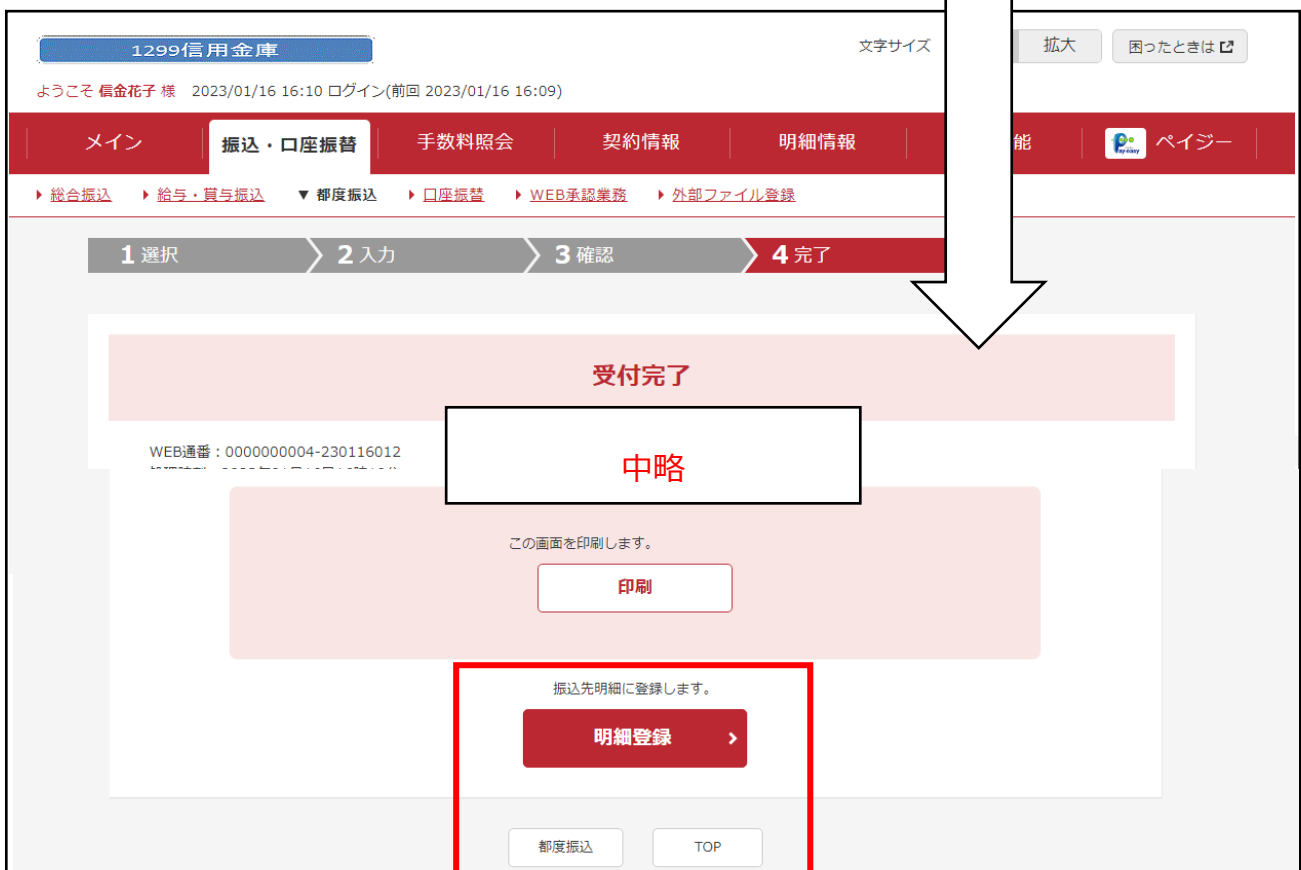 1299信用金庫
文字サイズ 拡大 困ったときは
ようこそ 信金花子 様 2023/01/16 16:10 ログイン(前回 2023/01/16 16:09)
メイン 振込・口座振替 手数料照会 契約情報 明細情報 能 Pay-easy ペイジー
総合振込 給与・賞与振込 ▼ 都度振込 口座振替 WEB承認業務 外部ファイル登録
1 選択 2 入力 3 確認 4 完了
受付完了
WEB通番:0000000004-230116012
中略
この画面を印刷します。
印刷
振込先明細に登録します。
明細登録
都度振込 TOP